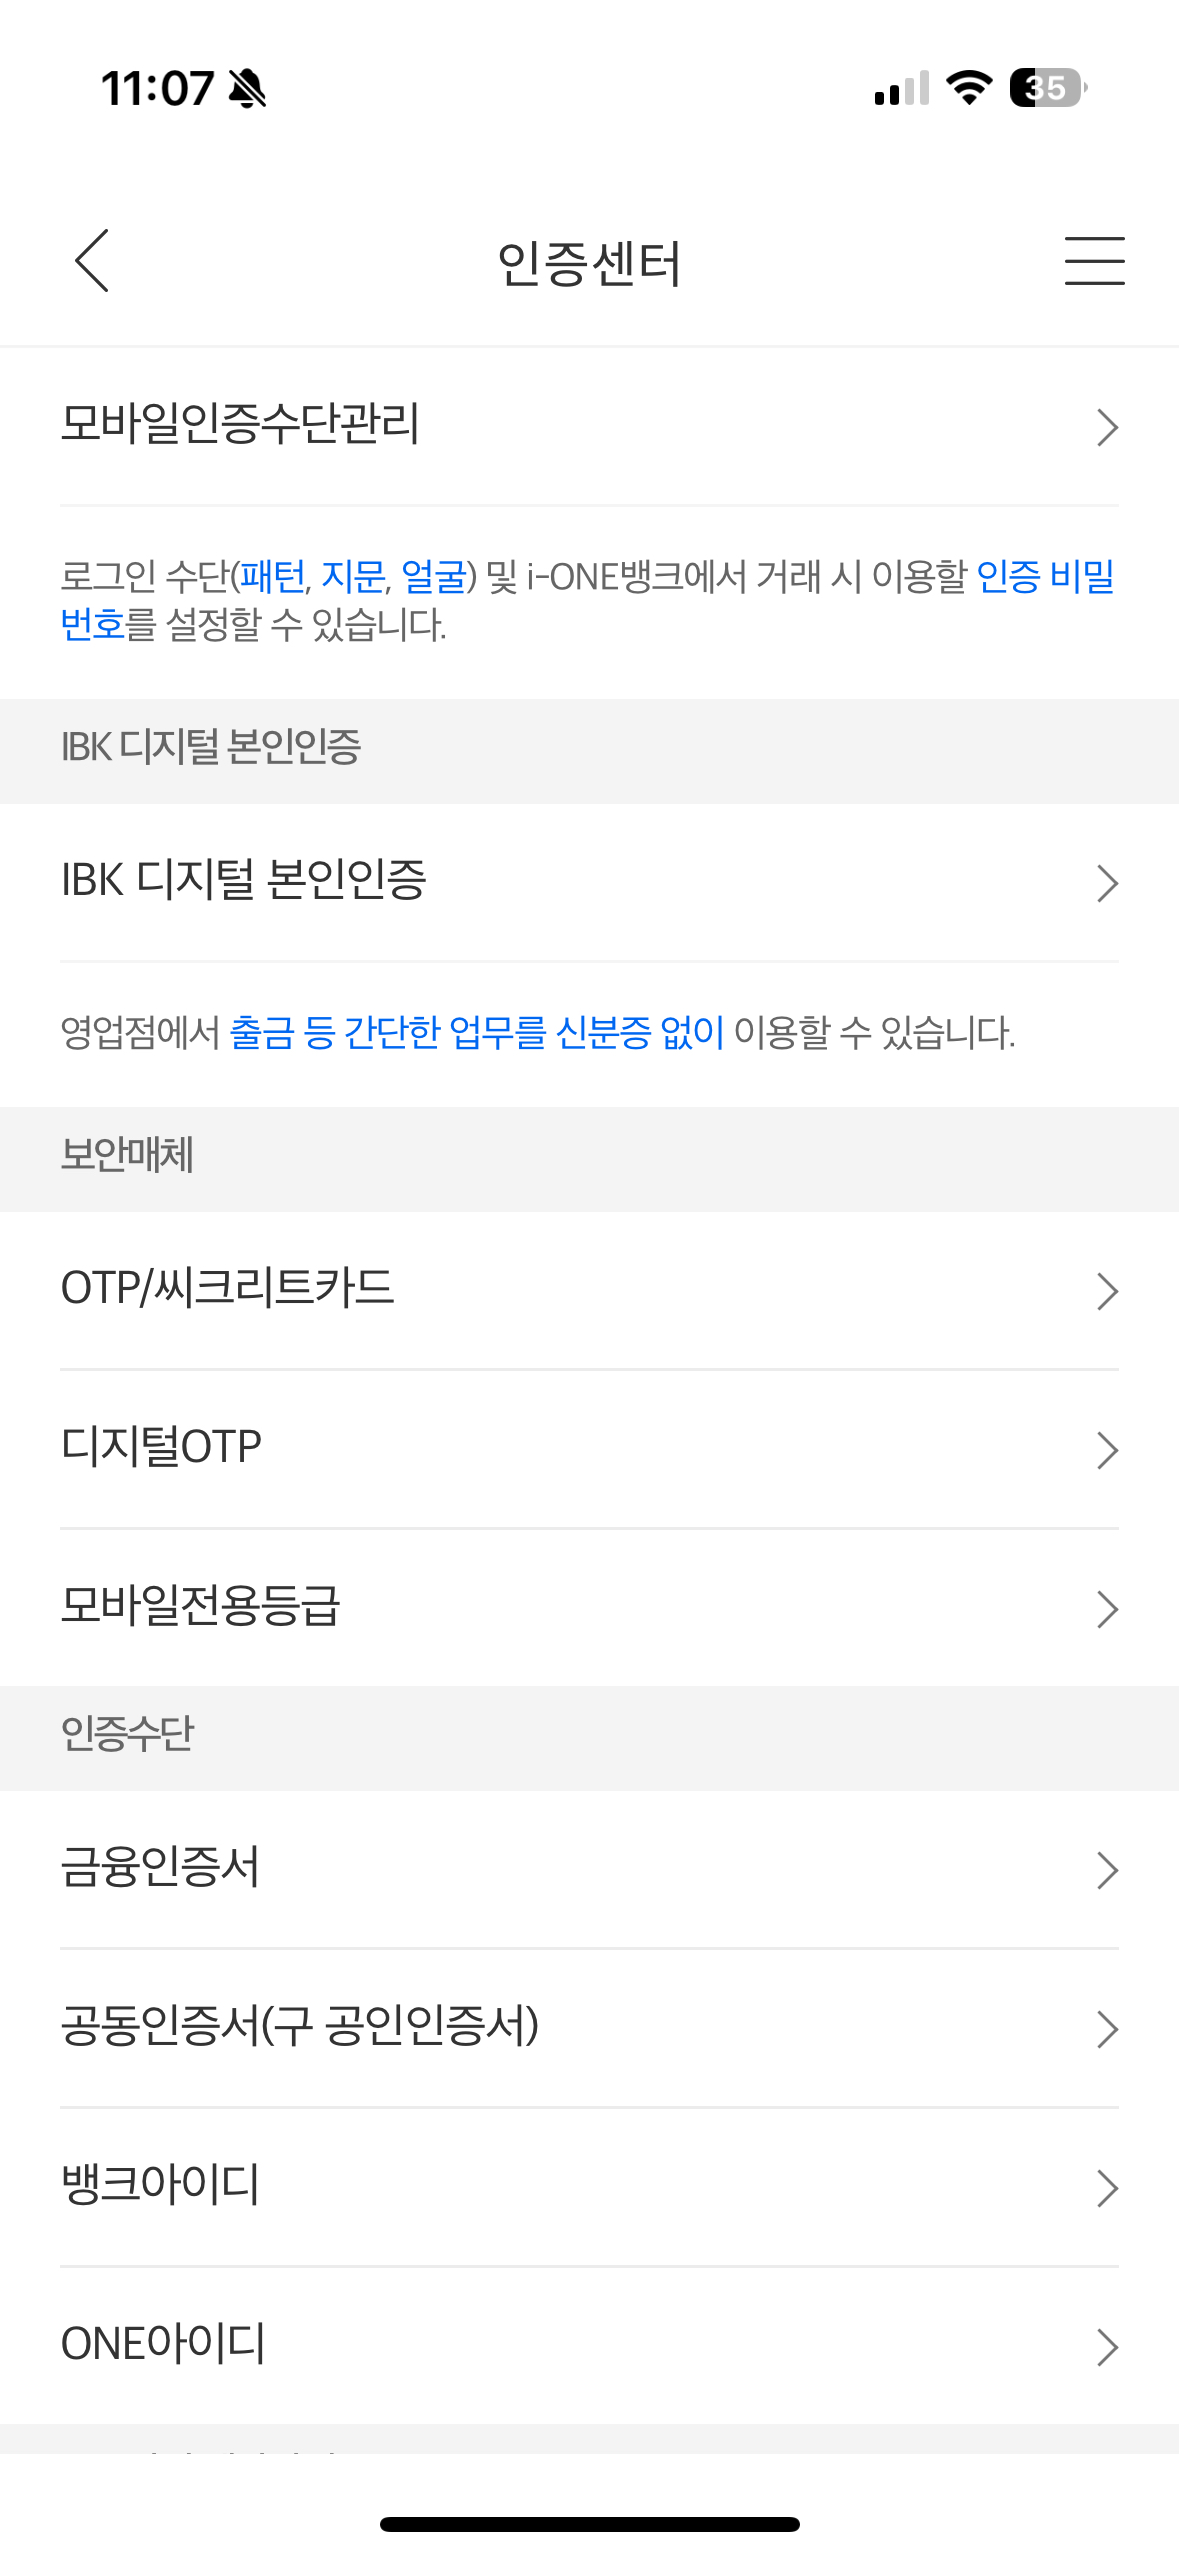 11:07
35
인증센터
모바일인증수단관리
로그인 수단(패턴, 지문, 얼굴) 및 i-ONE뱅크에서 거래 시 이용할 인증 비밀
번호를 설정할 수 있습니다.
IBK 디지털 본인인증
IBK 디지털 본인인증
영업점에서 출금 등 간단한 업무를 신분증 없이 이용할 수 있습니다.
보안매체
OTP/씨크리트카드
디지털OTP
모바일전용등급
인증수단
금융인증서
공동인증서(구 공인인증서)
뱅크아이디
ONE아이디